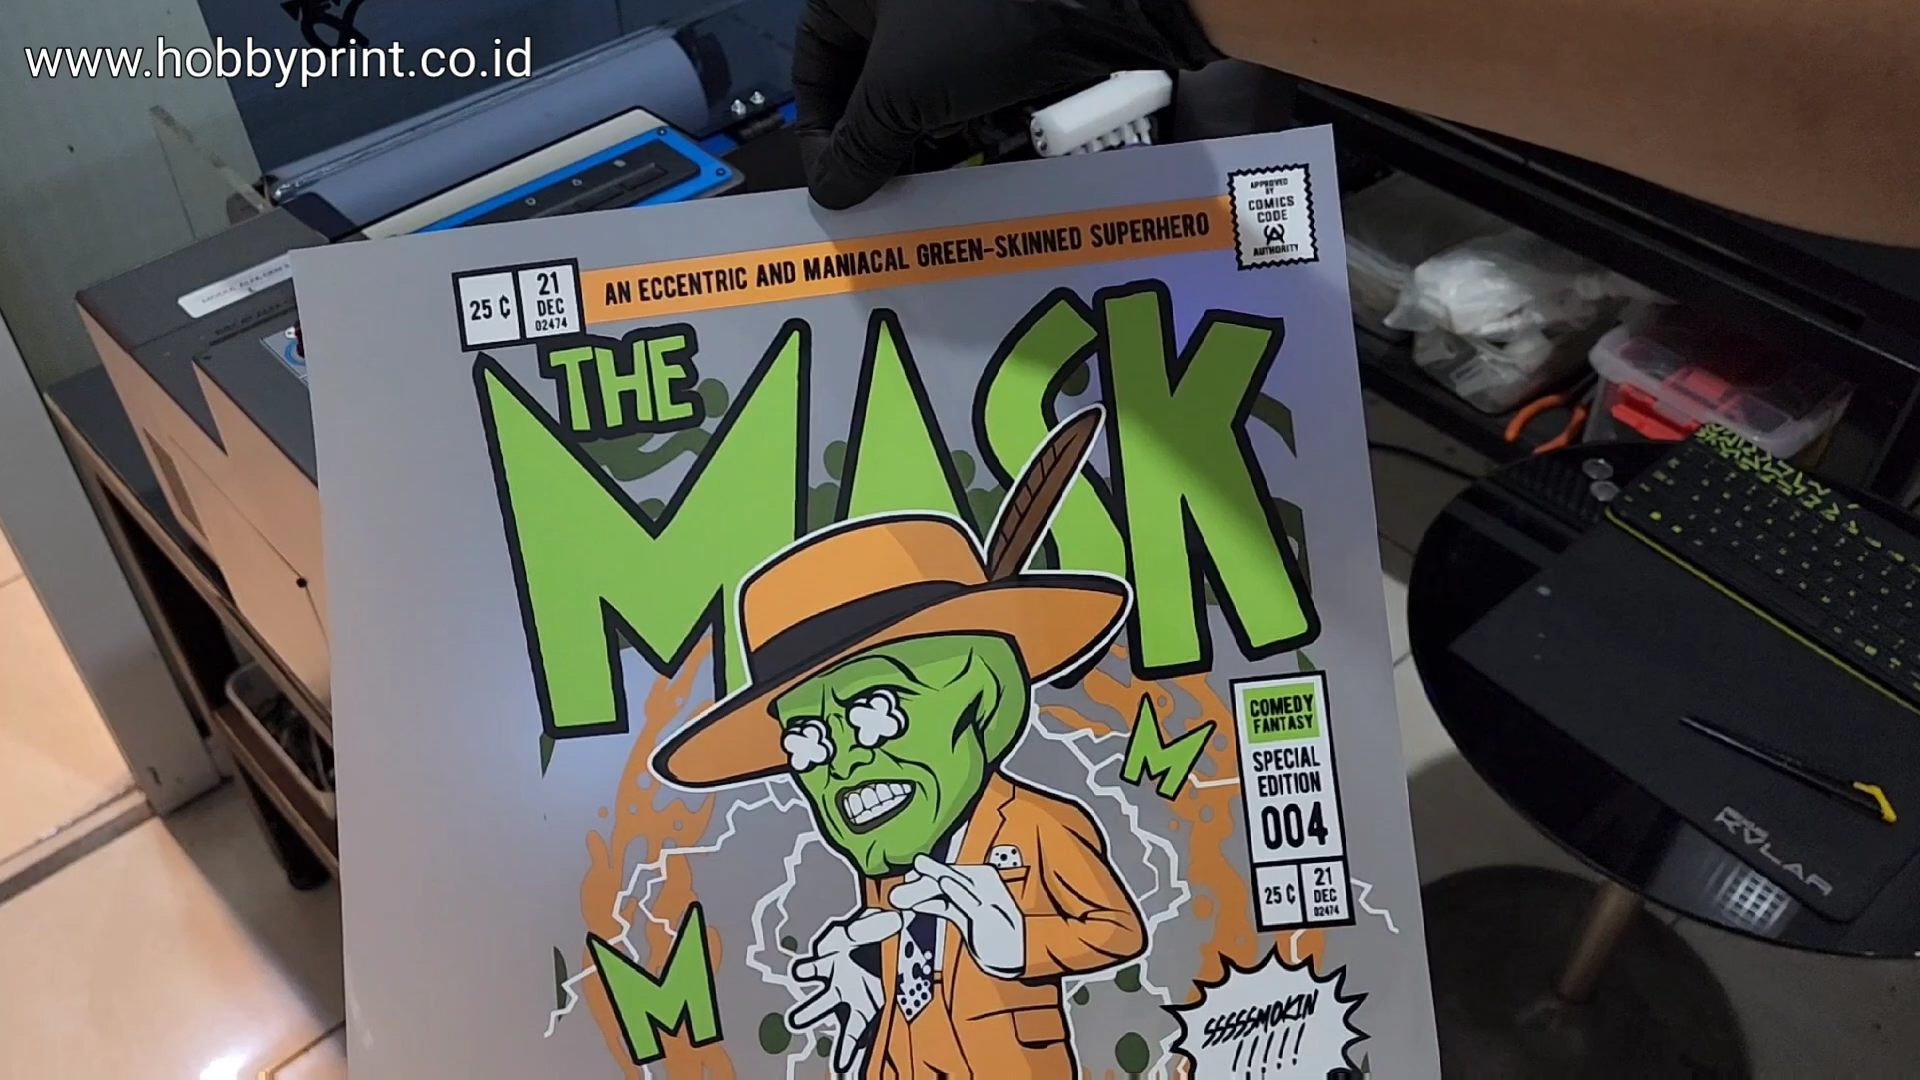 www.hobbyprint.co.id
APPROVED
BY
COMICS
CODE
AUTHORITY
AN ECCENTRIC AND MANIACAL GREEN-SKINNED SUPERHERO
25 ¢
21
DEC
02474
THE
MASK
M
COMEDY
FANTASY
SPECIAL
EDITION
004
25 ¢
21
DEC
02474
M
SSSSSMOKIN
!!!!!